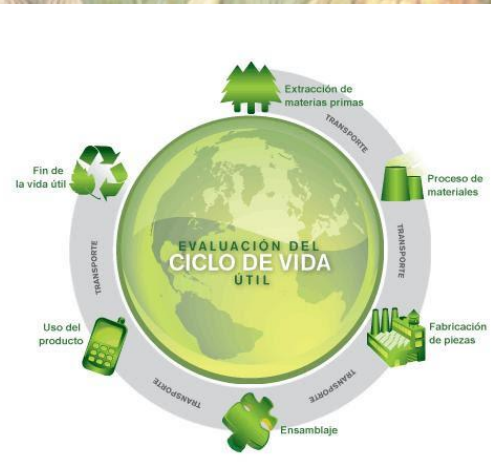 Extracción de
materias primas
TRANSPORTE
Proceso de
materiales
TRANSPORTE
Fabricación
de piezas
TRANSPORTE
Ensamblaje
TRANSPORTE
Uso del
producto
TRANSPORTE
Fin de
la vida útil
EVALUACIÓN DEL
CICLO DE VIDA
ÚTIL